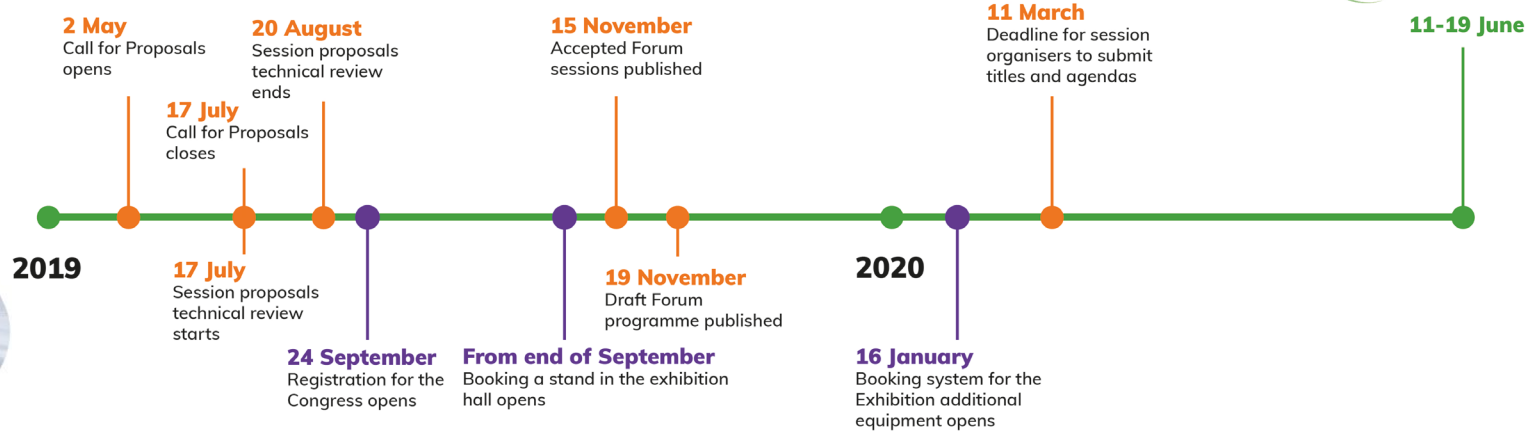 2 May
Call for Proposals
opens
17 July
Call for Proposals
closes
20 August
Session proposals
technical review
ends
15 November
Accepted Forum
sessions published
11 March
Deadline for session
organisers to submit
titles and agendas
11-19 June
2019
17 July
Session proposals
technical review
starts
24 September
Registration for the
Congress opens
From end of September
Booking a stand in the exhibition
hall opens
19 November
Draft Forum
programme published
2020
16 January
Booking system for the
Exhibition additional
equipment opens